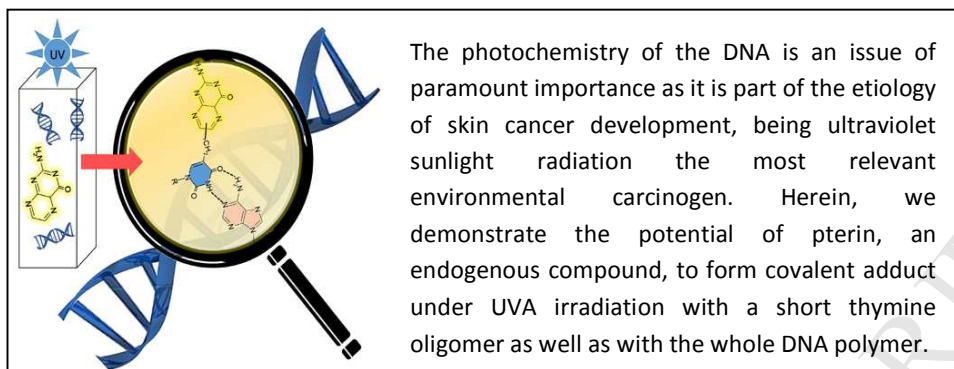 UV
The photochemistry of the DNA is an issue of
paramount importance as it is part of the etiology
of skin cancer development, being ultraviolet
sunlight radiation the most relevant
environmental carcinogen. Herein, we
demonstrate the potential of pterin, an
endogenous compound, to form covalent adduct
under UVA irradiation with a short thymine
oligomer as well as with the whole DNA polymer.